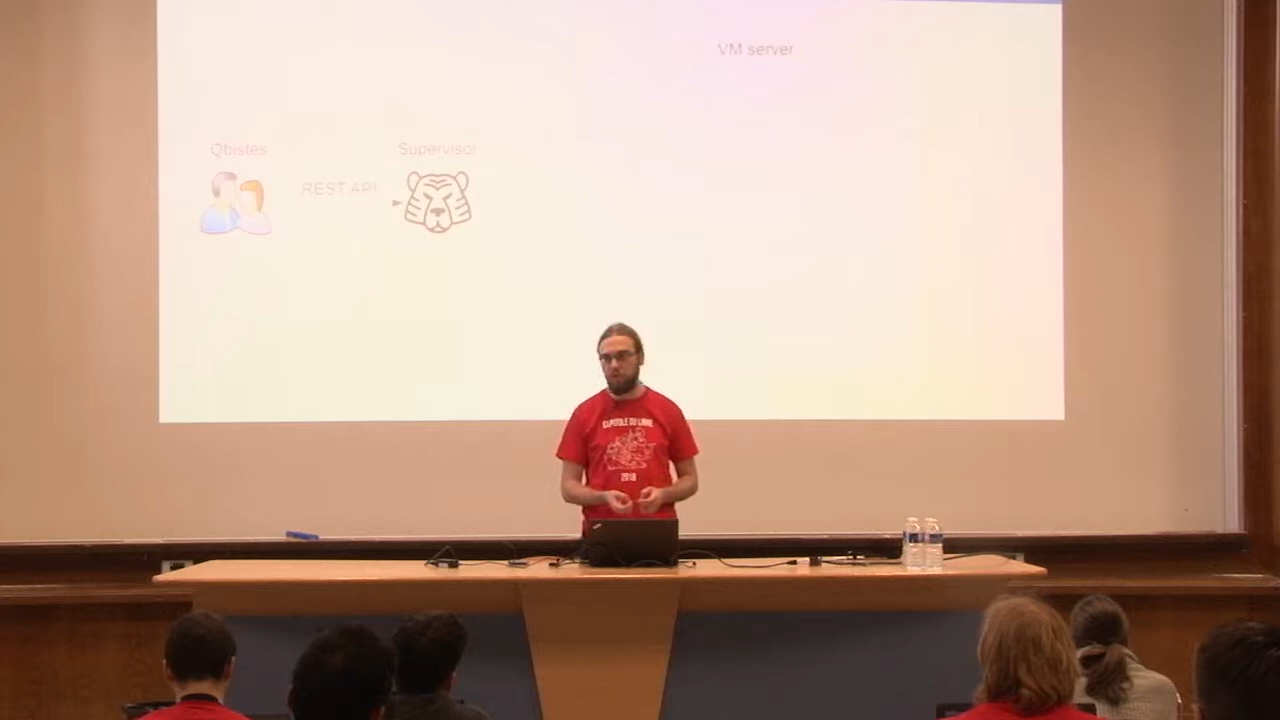 VM server
Qbistes
Supervisor
REST API
CAPITOLE DU LIBRE
2018